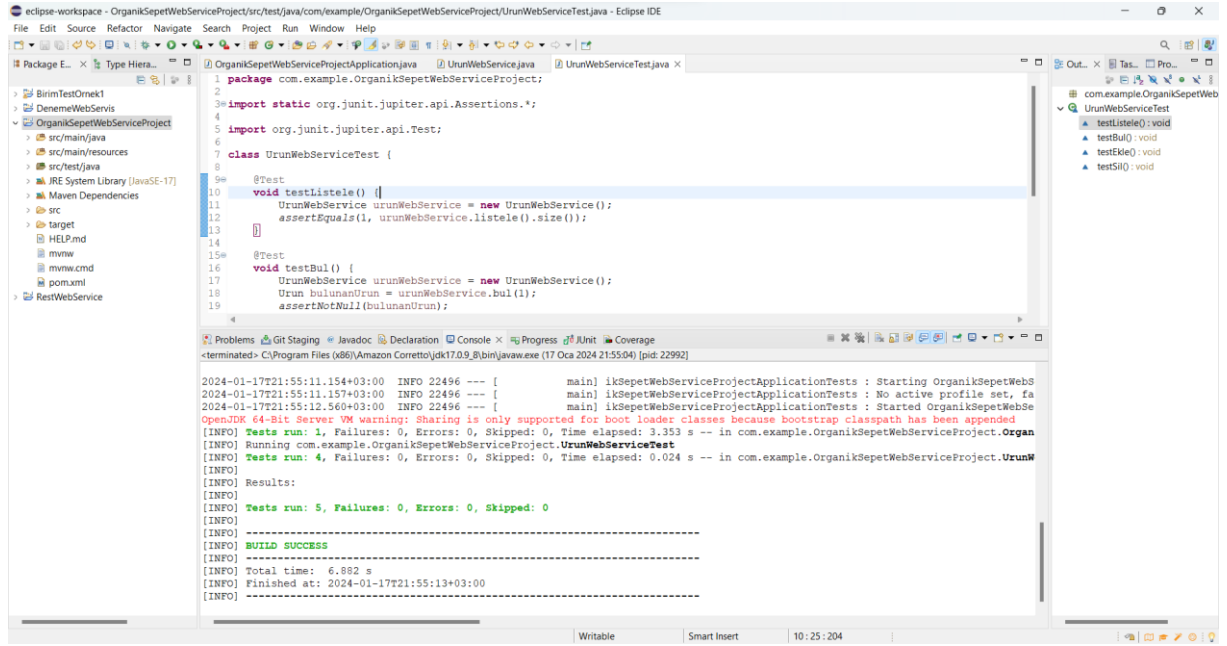 eclipse-workspace - OrganikSepetWebServiceProject/src/test/java/com/example/OrganikSepetWebServiceProject/UrunWebServiceTest.java - Eclipse IDE
File Edit Source Refactor Navigate Search Project Run Window Help
Package E... Type Hiera...
BirimTestOrnek1
DenemeWebServis
OrganikSepetWebServiceProject
src/main/java
src/main/resources
src/test/java
JRE System Library [JavaSE-17]
Maven Dependencies
src
target
HELP.md
mvnw
mvnw.cmd
pom.xml
RestWebService
OrganikSepetWebServiceProjectApplication.java UrunWebService.java UrunWebServiceTest.java
1 package com.example.OrganikSepetWebServiceProject;
2
3 import static org.junit.jupiter.api.Assertions.*;
4
5 import org.junit.jupiter.api.Test;
6
7 class UrunWebServiceTest {
8
9 @Test
10 void testListele() {
11 UrunWebService urunWebService = new UrunWebService();
12 assertEquals(1, urunWebService.listele().size());
13 }
14
15 @Test
16 void testBul() {
17 UrunWebService urunWebService = new UrunWebService();
18 Urun bulunanUrun = urunWebService.bul(1);
19 assertNotNull(bulunanUrun);
Out... Tas... Pro...
com.example.OrganikSepetWeb
UrunWebServiceTest
testListele() : void
testBul() : void
testEkle() : void
testSil() : void
Problems Git Staging Javadoc Declaration Console Progress JUnit Coverage
<terminated> C:\Program Files (x86)\Amazon Corretto\jdk17.0.9_8\bin\javaw.exe (17 Oca 2024 21:55:04) [pid: 22992]
2024-01-17T21:55:11.154+03:00 INFO 22496 --- [ main] ikSepetWebServiceProjectApplicationTests : Starting OrganikSepetWebS
2024-01-17T21:55:11.157+03:00 INFO 22496 --- [ main] ikSepetWebServiceProjectApplicationTests : No active profile set, fa
2024-01-17T21:55:12.560+03:00 INFO 22496 --- [ main] ikSepetWebServiceProjectApplicationTests : Started OrganikSepetWebSe
OpenJDK 64-Bit Server VM warning: Sharing is only supported for boot loader classes because bootstrap classpath has been appended
[INFO] Tests run: 1, Failures: 0, Errors: 0, Skipped: 0, Time elapsed: 3.353 s -- in com.example.OrganikSepetWebServiceProject.Organ
[INFO] Running com.example.OrganikSepetWebServiceProject.UrunWebServiceTest
[INFO] Tests run: 4, Failures: 0, Errors: 0, Skipped: 0, Time elapsed: 0.024 s -- in com.example.OrganikSepetWebServiceProject.UrunW
[INFO]
[INFO] Results:
[INFO]
[INFO] Tests run: 5, Failures: 0, Errors: 0, Skipped: 0
[INFO]
[INFO] ------------------------------------------------------------------------
[INFO] BUILD SUCCESS
[INFO] ------------------------------------------------------------------------
[INFO] Total time: 6.882 s
[INFO] Finished at: 2024-01-17T21:55:13+03:00
[INFO] ------------------------------------------------------------------------
Writable Smart Insert 10 : 25 : 204